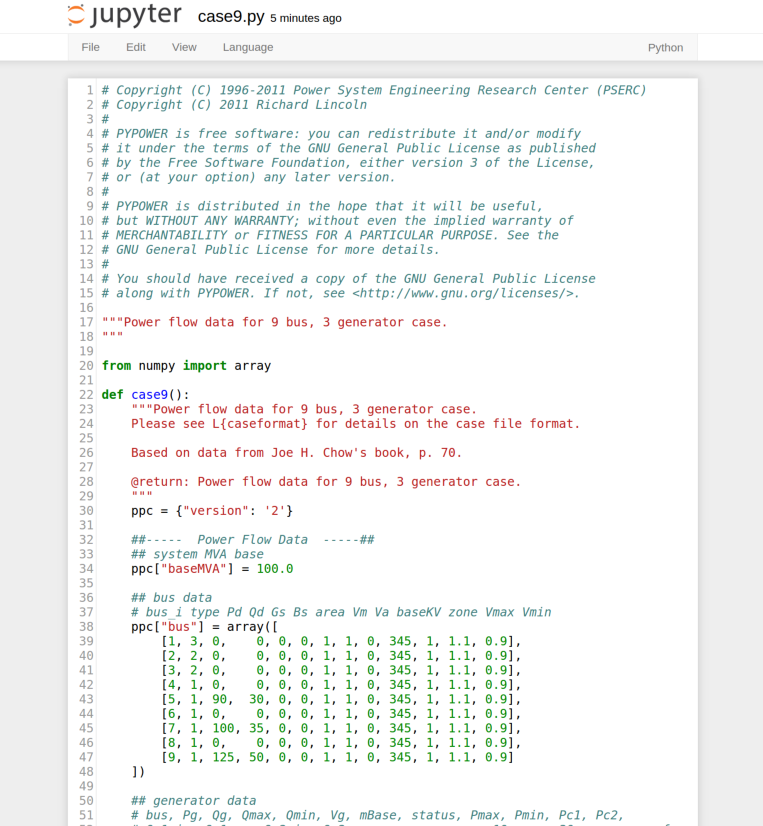 jupyter case9.py 5 minutes ago
File Edit View Language Python
1 # Copyright (C) 1996-2011 Power System Engineering Research Center (PSERC)
2 # Copyright (C) 2011 Richard Lincoln
3 #
4 # PYPOWER is free software: you can redistribute it and/or modify
5 # it under the terms of the GNU General Public License as published
6 # by the Free Software Foundation, either version 3 of the License,
7 # or (at your option) any later version.
8 #
9 # PYPOWER is distributed in the hope that it will be useful,
10 # but WITHOUT ANY WARRANTY; without even the implied warranty of
11 # MERCHANTABILITY or FITNESS FOR A PARTICULAR PURPOSE. See the
12 # GNU General Public License for more details.
13 #
14 # You should have received a copy of the GNU General Public License
15 # along with PYPOWER. If not, see <http://www.gnu.org/licenses/>.
16
17 """Power flow data for 9 bus, 3 generator case.
18 """
19
20 from numpy import array
21
22 def case9():
23     """Power flow data for 9 bus, 3 generator case.
24     Please see L{caseformat} for details on the case file format.
25
26     Based on data from Joe H. Chow's book, p. 70.
27
28     @return: Power flow data for 9 bus, 3 generator case.
29     """
30     ppc = {"version": '2'}
31
32     ##-----  Power Flow Data  -----##
33     ## system MVA base
34     ppc["baseMVA"] = 100.0
35
36     ## bus data
37     # bus_i type Pd Qd Gs Bs area Vm Va baseKV zone Vmax Vmin
38     ppc["bus"] = array([
39         [1, 3, 0,    0, 0, 0, 1, 1, 0, 345, 1, 1.1, 0.9],
40         [2, 2, 0,    0, 0, 0, 1, 1, 0, 345, 1, 1.1, 0.9],
41         [3, 2, 0,    0, 0, 0, 1, 1, 0, 345, 1, 1.1, 0.9],
42         [4, 1, 0,    0, 0, 0, 1, 1, 0, 345, 1, 1.1, 0.9],
43         [5, 1, 90,  30, 0, 0, 1, 1, 0, 345, 1, 1.1, 0.9],
44         [6, 1, 0,    0, 0, 0, 1, 1, 0, 345, 1, 1.1, 0.9],
45         [7, 1, 100, 35, 0, 0, 1, 1, 0, 345, 1, 1.1, 0.9],
46         [8, 1, 0,    0, 0, 0, 1, 1, 0, 345, 1, 1.1, 0.9],
47         [9, 1, 125, 50, 0, 0, 1, 1, 0, 345, 1, 1.1, 0.9]
48     ])
49
50     ## generator data
51     # bus, Pg, Qg, Qmax, Qmin, Vg, mBase, status, Pmax, Pmin, Pc1, Pc2,